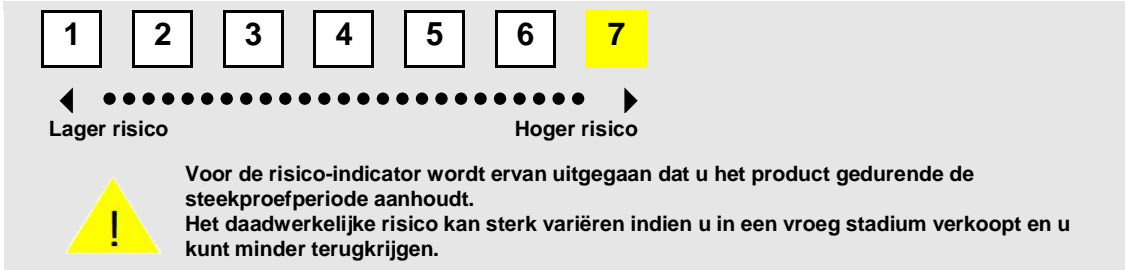 1 2 3 4 5 6 7
Lager risico Hoger risico
!
Voor de risico-indicator wordt ervan uitgegaan dat u het product gedurende de
steekproefperiode aanhoudt.
Het daadwerkelijke risico kan sterk variëren indien u in een vroeg stadium verkoopt en u
kunt minder terugkrijgen.